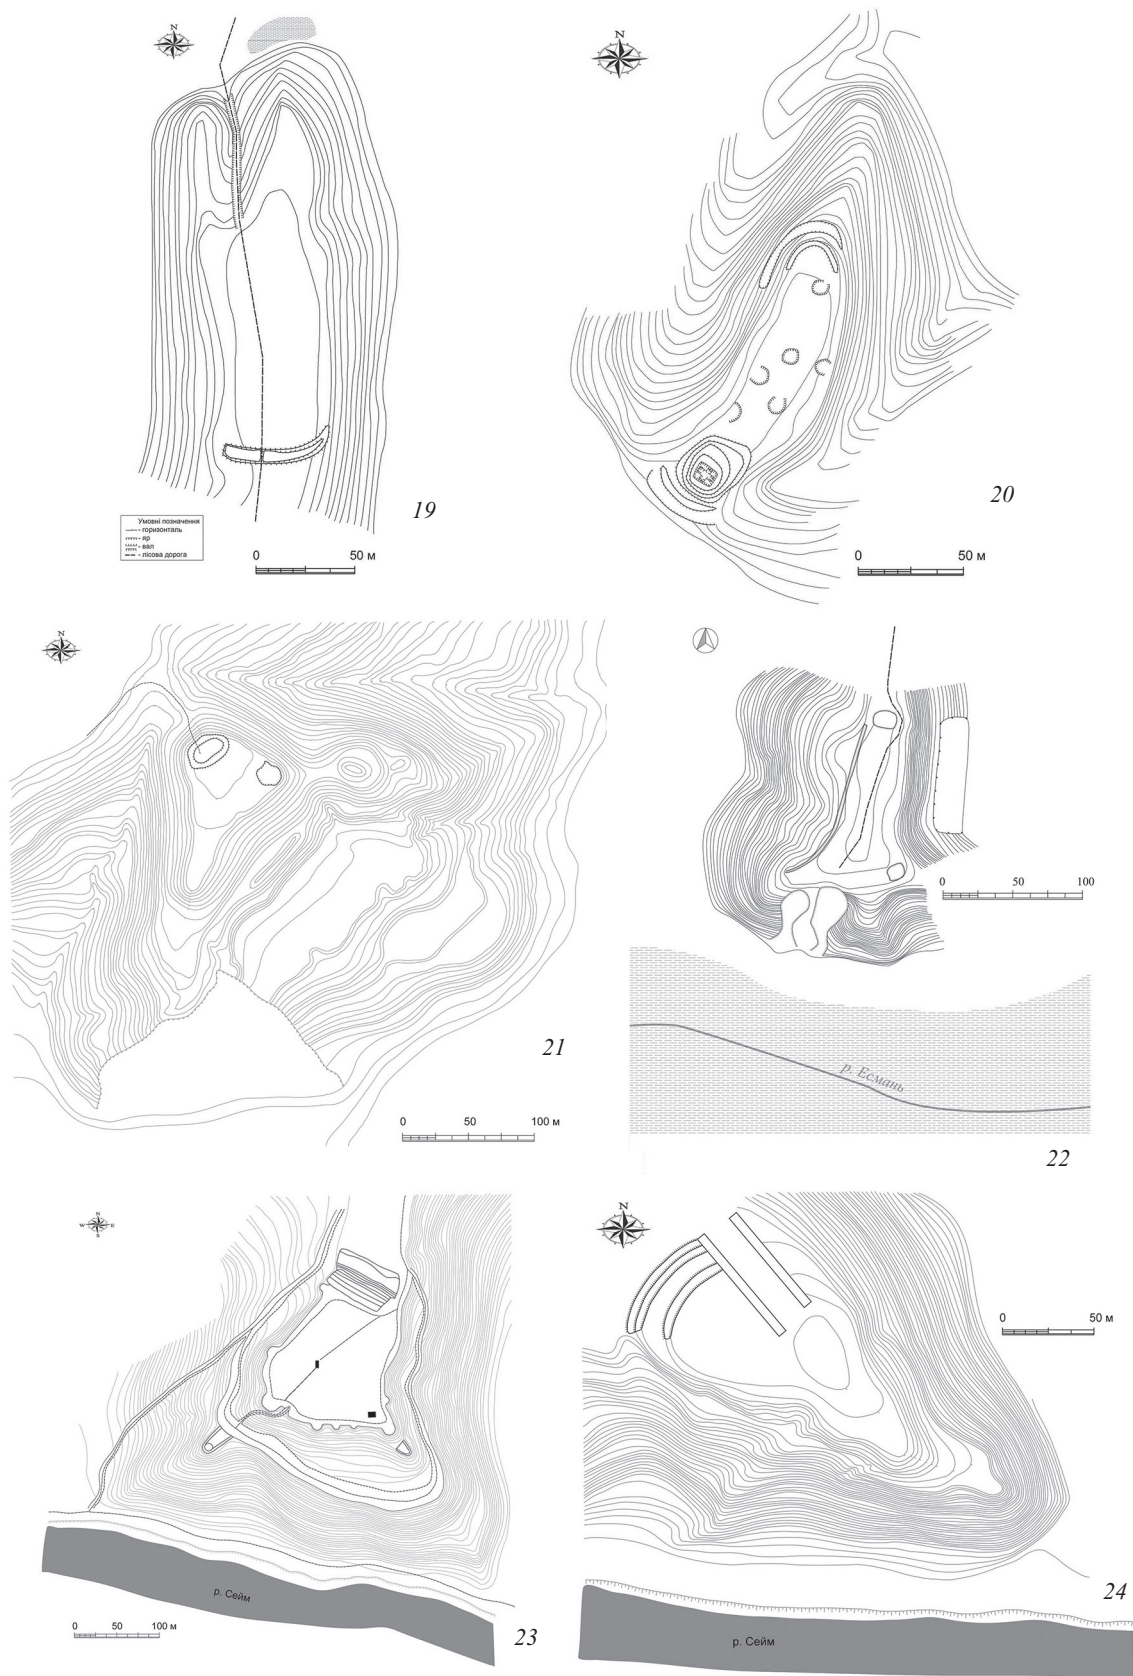 N
19
Умовні позначення
- горизонталь
- яр
- вал
- лісова дорога
0 50 м
N
20
0 50 м
N
21
0 50 100 м
0 50 100
р. Есмань
22
N
W E
S
р. Сейм
0 50 100 м
23
N
0 50 м
24
р. Сейм